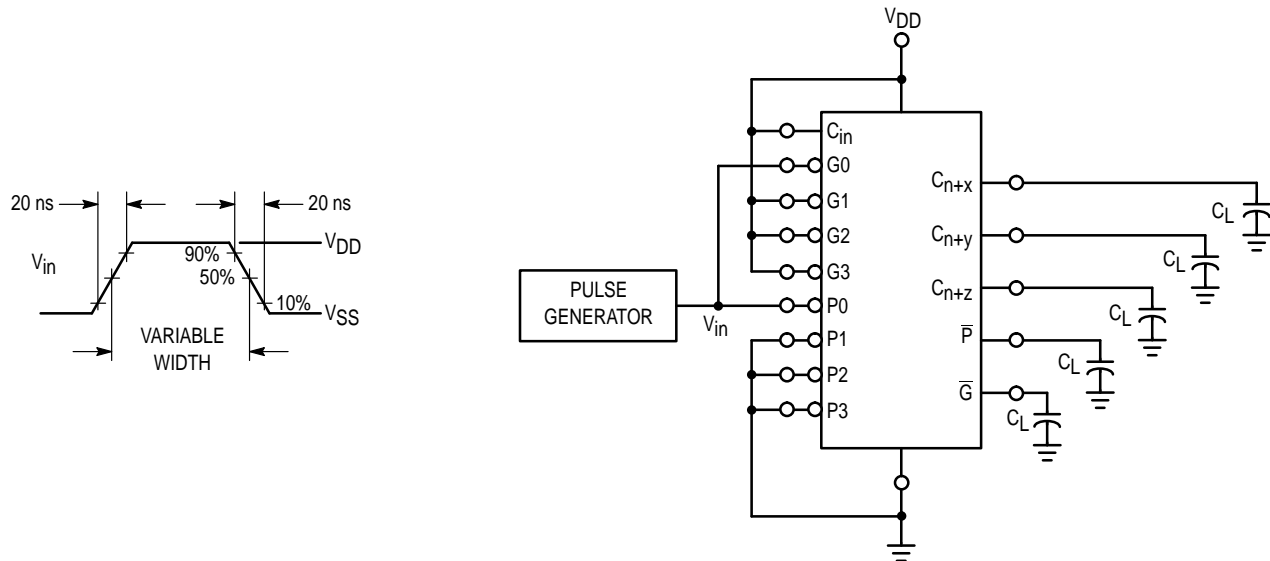 20 ns
20 ns
V_in
90%
50%
10%
V_DD
V_SS
VARIABLE
WIDTH
PULSE
GENERATOR
V_in
V_DD
C_in
G0
G1
G2
G3
P0
P1
P2
P3
C_n+x
C_n+y
C_n+z
P̅
G̅
C_L
C_L
C_L
C_L
C_L